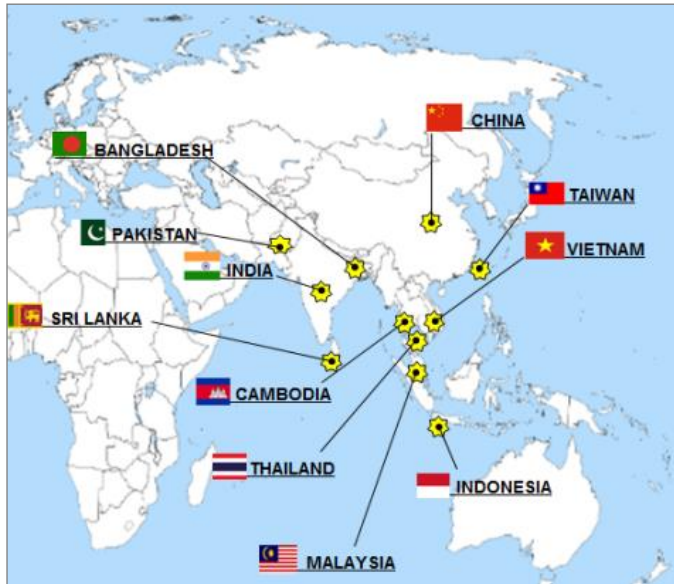 CHINA
BANGLADESH
TAIWAN
PAKISTAN
VIETNAM
INDIA
SRI LANKA
CAMBODIA
THAILAND
INDONESIA
MALAYSIA